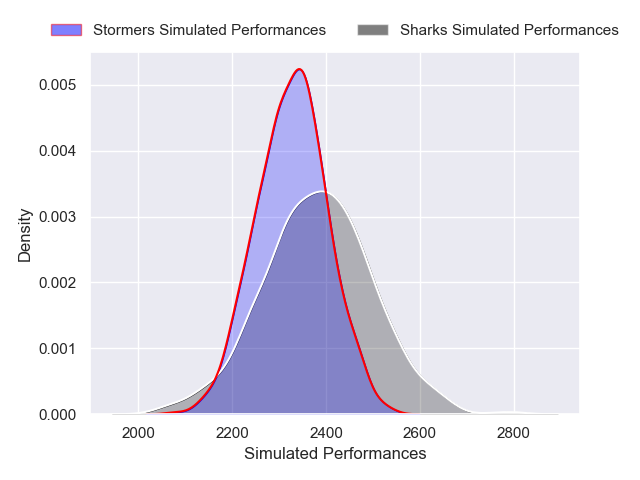 Stormers Simulated Performances Sharks Simulated Performances
0.005
0.004
0.003
0.002
0.001
0.000
Density
2000 2200 2400 2600 2800
Simulated Performances